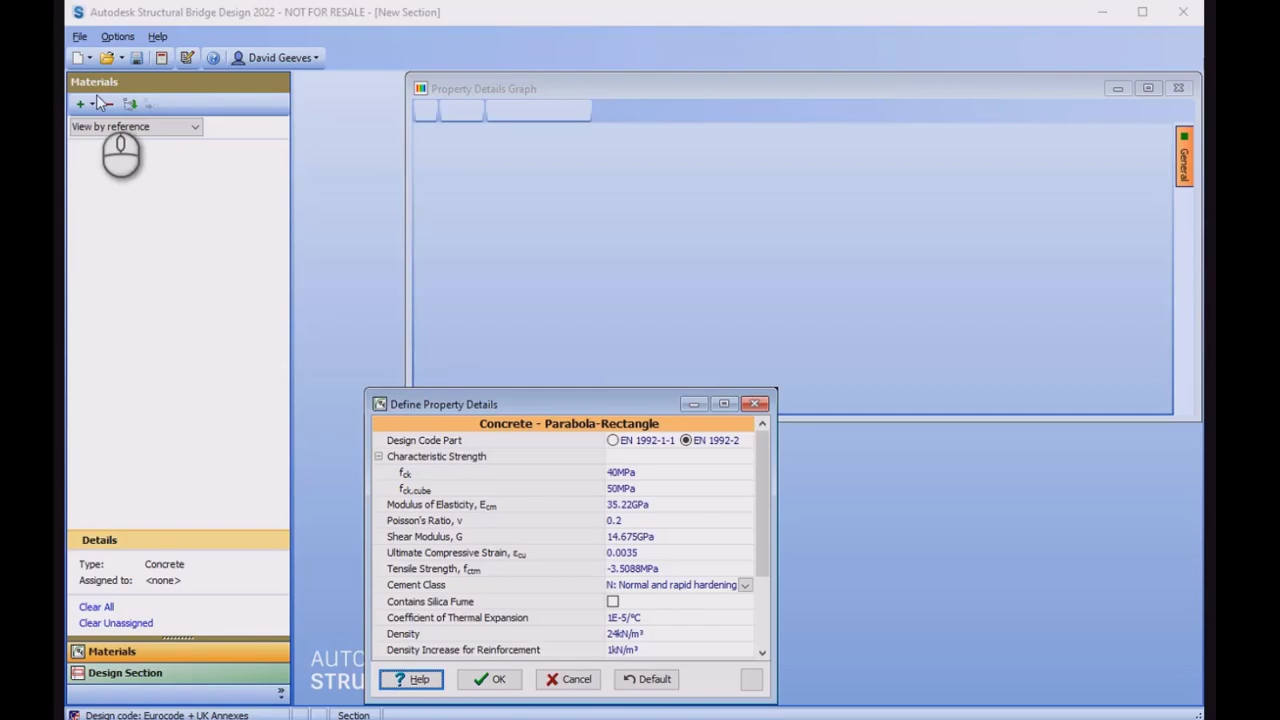 Autodesk Structural Bridge Design 2022 - NOT FOR RESALE - [New Section]
File Options Help
David Geeves
Materials
View by reference
Property Details Graph
General
Define Property Details
Concrete - Parabola-Rectangle
Design Code Part EN 1992-1-1 EN 1992-2
Characteristic Strength
fck 40MPa
fck,cube 50MPa
Modulus of Elasticity, Ecm 35.22GPa
Poisson's Ratio, ν 0.2
Shear Modulus, G 14.675GPa
Ultimate Compressive Strain, εcu 0.0035
Tensile Strength, fctm -3.5088MPa
Cement Class N: Normal and rapid hardening
Contains Silica Fume
Coefficient of Thermal Expansion 1E-5/°C
Density 24kN/m³
Density Increase for Reinforcement 1kN/m³
Help OK Cancel Default
Details
Type: Concrete
Assigned to: <none>
Clear All
Clear Unassigned
Materials
Design Section
AUTO
STRU
Design code: Eurocode + UK Annexes Section